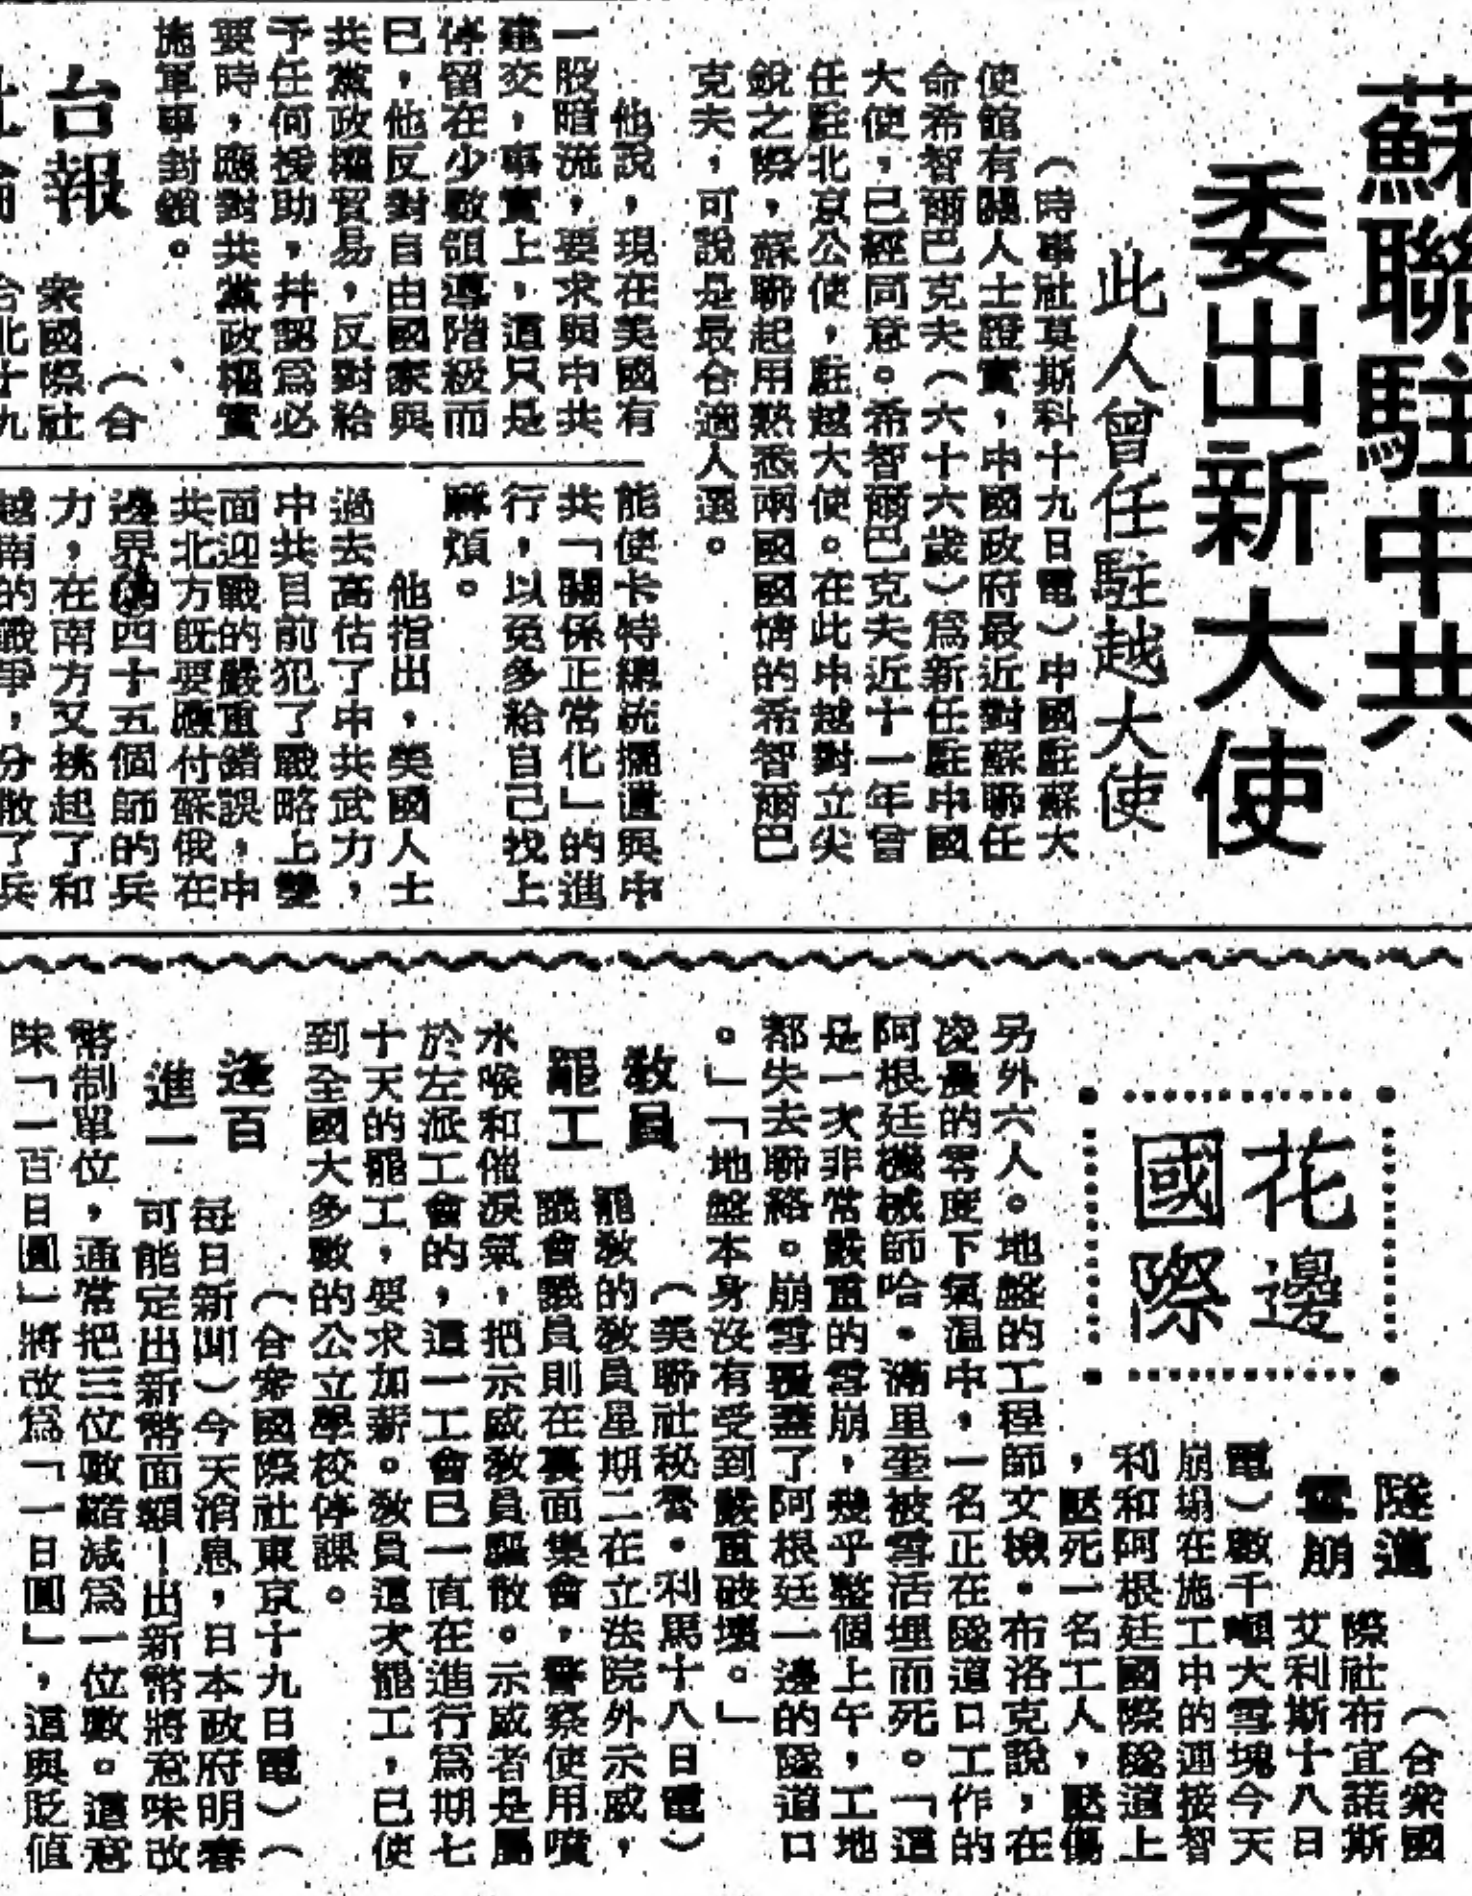 蘇聯駐中共
委出新大使
此人曾任駐越大使
（時事社莫斯科十九日電）中國駐蘇大
使館有關人士證實，中國政府最近對蘇聯任
命希智爾巴克夫（六十六歲）爲新任駐中國
大使，已經同意。希智爾巴克夫近十一年曾
任駐北京公使，駐越大使。在此中越對立尖
銳之際，蘇聯起用熟悉兩國國情的希智爾巴
克夫，可說是最合適人選。
他說，現在美國有
一股暗流，要求與中共
建交，事實上，這只是
停留在少數領導階級而
已，他反對自由國家與
共黨政權貿易，反對給
予任何援助，并認爲必
要時，應對共黨政權實
施軍事封鎖。
台報
（合
衆國際社
台北十九
能使卡特總統擱置與中
共「關係正常化」的進
行，以免多給自己找上
麻煩。
他指出，美國人士
過去高估了中共武力，
中共目前犯了戰略上雙
面迎戰的嚴重錯誤，中
共北方旣要應付蘇俄在
邊界的四十五個師的兵
力，在南方又挑起了和
越南的戰爭，分散了兵
花邊
國際
隧道
雪崩
（合衆國
際社布宜諾斯
艾利斯十八日
電）數千噸大雪塊今天
崩塌在施工中的連接智
利和阿根廷國際隧道上
，壓死一名工人，壓傷
另外六人。地盤的工程師文檢・布洛克說，在
凌晨的零度下氣溫中，一名正在隧道口工作的
阿根廷機械師哈・滿里奎被雪活埋而死。「這
是一次非常嚴重的雪崩，幾乎整個上午，工地
都失去聯絡。崩雪覆蓋了阿根廷一邊的隧道口
。」「地盤本身沒有受到嚴重破壞。」
教員
罷工
（美聯社秘魯・利馬十八日電）
罷教的教員星期二在立法院外示威，
議會議員則在裏面集會，警察使用噴
水喉和催淚氣，把示威教員驅散。示威者是屬
於左派工會的，這一工會已一直在進行爲期七
十天的罷工，要求加薪。教員這次罷工，已使
到全國大多數的公立學校停課。
逢百
進一
（合衆國際社東京十九日電）（
每日新聞）今天消息，日本政府明春
可能定出新幣面額—出新幣將意味改
幣制單位，通常把三位數縮減爲一位數。這意
味「一百日圓」將改爲「一日圓」，這與貶値